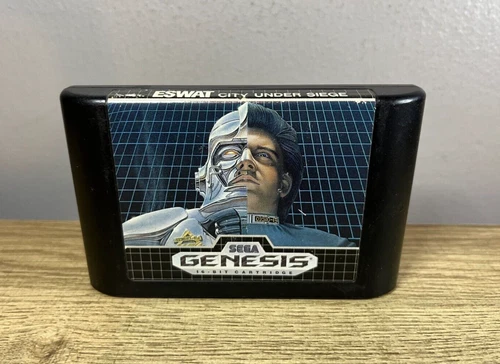 ESWAT CITY UNDER SIEGE
SEGA
GENESIS
16-BIT CARTRIDGE